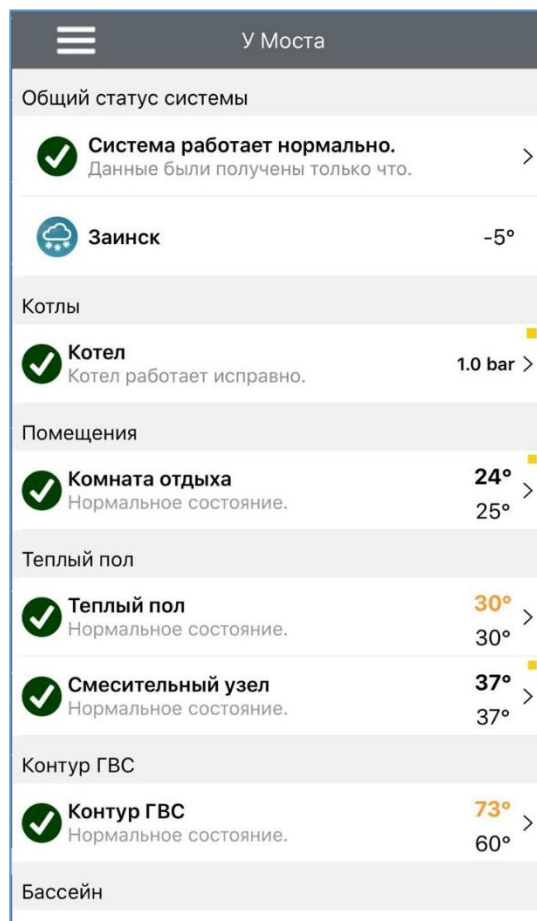 У Моста
Общий статус системы
Система работает нормально.
Данные были получены только что.
Заинск -5°
Котлы
Котел
Котел работает исправно.
1.0 bar
Помещения
Комната отдыха 24°
Нормальное состояние. 25°
Теплый пол
Теплый пол 30°
Нормальное состояние. 30°
Смесительный узел 37°
Нормальное состояние. 37°
Контур ГВС
Контур ГВС 73°
Нормальное состояние. 60°
Бассейн